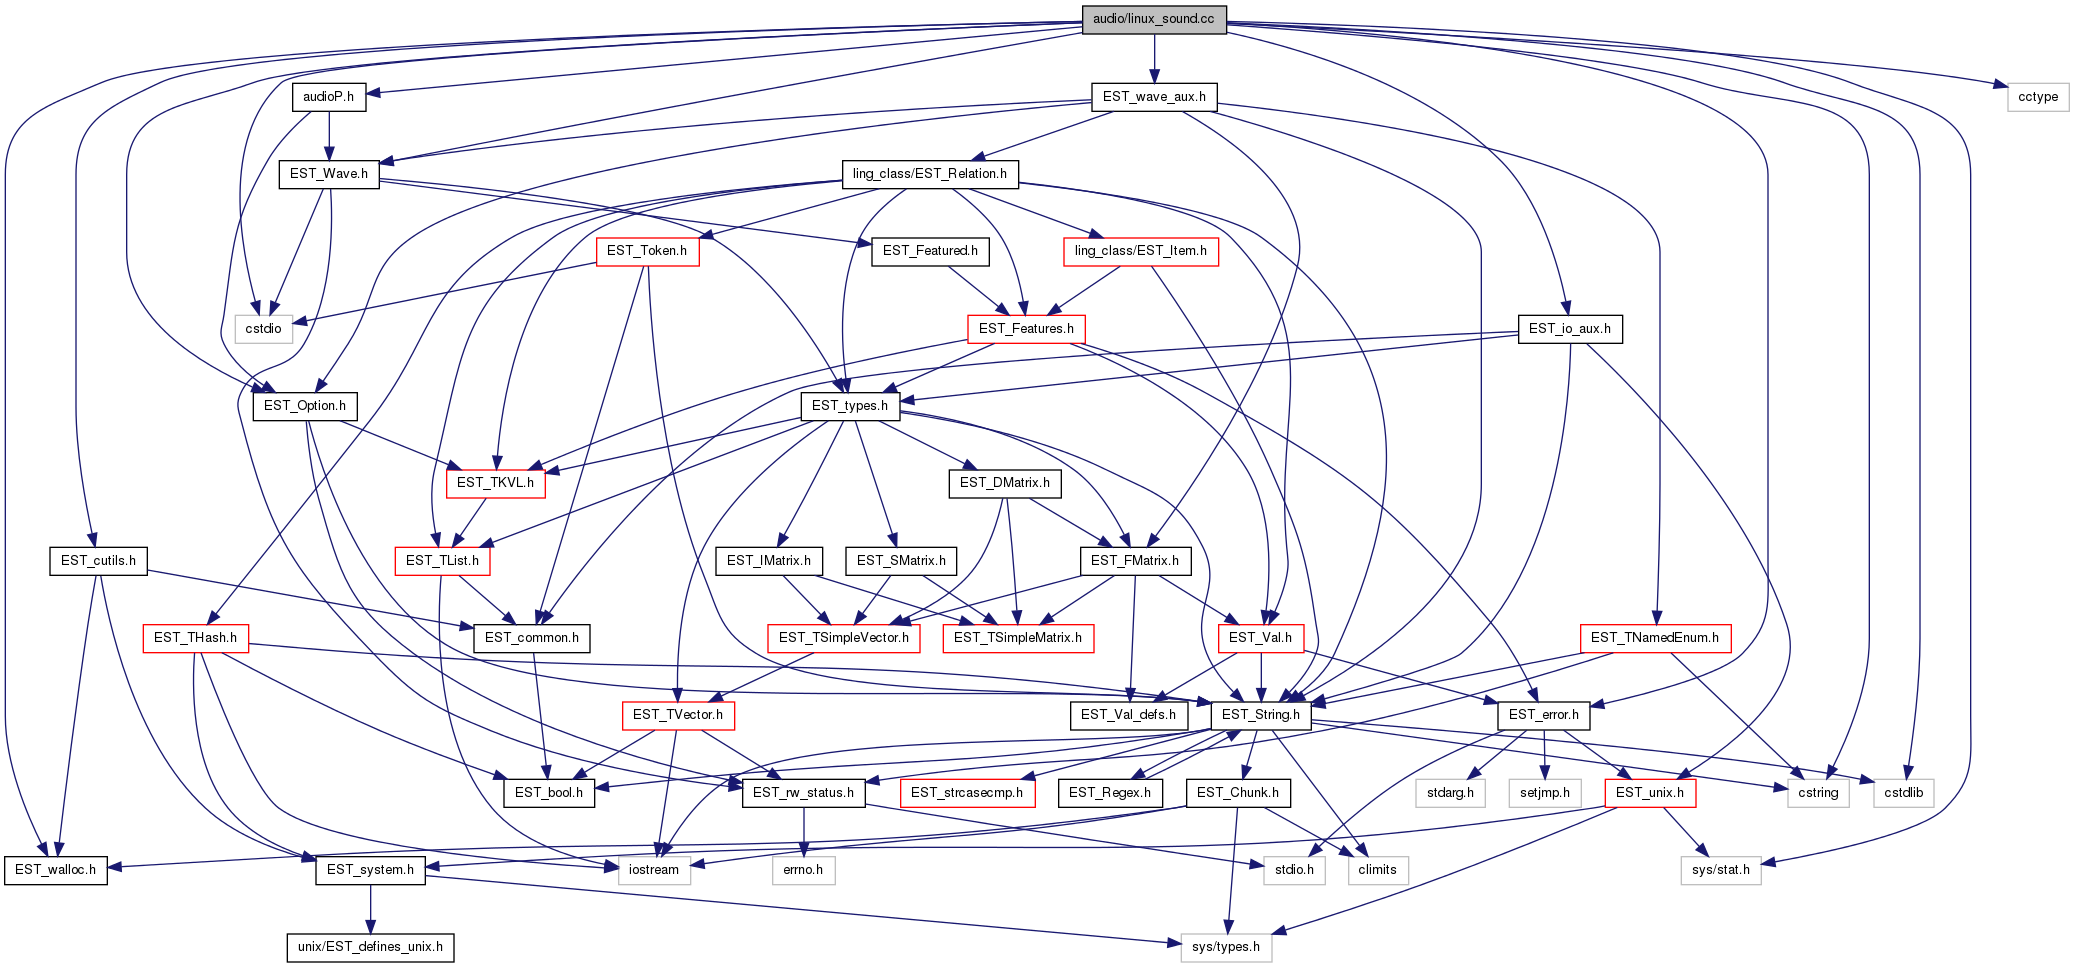 audio/linux_sound.cc
audioP.h
EST_wave_aux.h
cctype
EST_Wave.h
ling_class/EST_Relation.h
EST_Token.h
EST_Featured.h
ling_class/EST_Item.h
cstdio
EST_Features.h
EST_io_aux.h
EST_Option.h
EST_types.h
EST_TKVL.h
EST_DMatrix.h
EST_cutils.h
EST_TList.h
EST_IMatrix.h
EST_SMatrix.h
EST_FMatrix.h
EST_THash.h
EST_common.h
EST_TSimpleVector.h
EST_TSimpleMatrix.h
EST_Val.h
EST_TNamedEnum.h
EST_TVector.h
EST_Val_defs.h
EST_String.h
EST_error.h
EST_bool.h
EST_rw_status.h
EST_strcasecmp.h
EST_Regex.h
EST_Chunk.h
stdarg.h
setjmp.h
EST_unix.h
cstring
cstdlib
EST_walloc.h
EST_system.h
iostream
errno.h
stdio.h
climits
sys/stat.h
unix/EST_defines_unix.h
sys/types.h